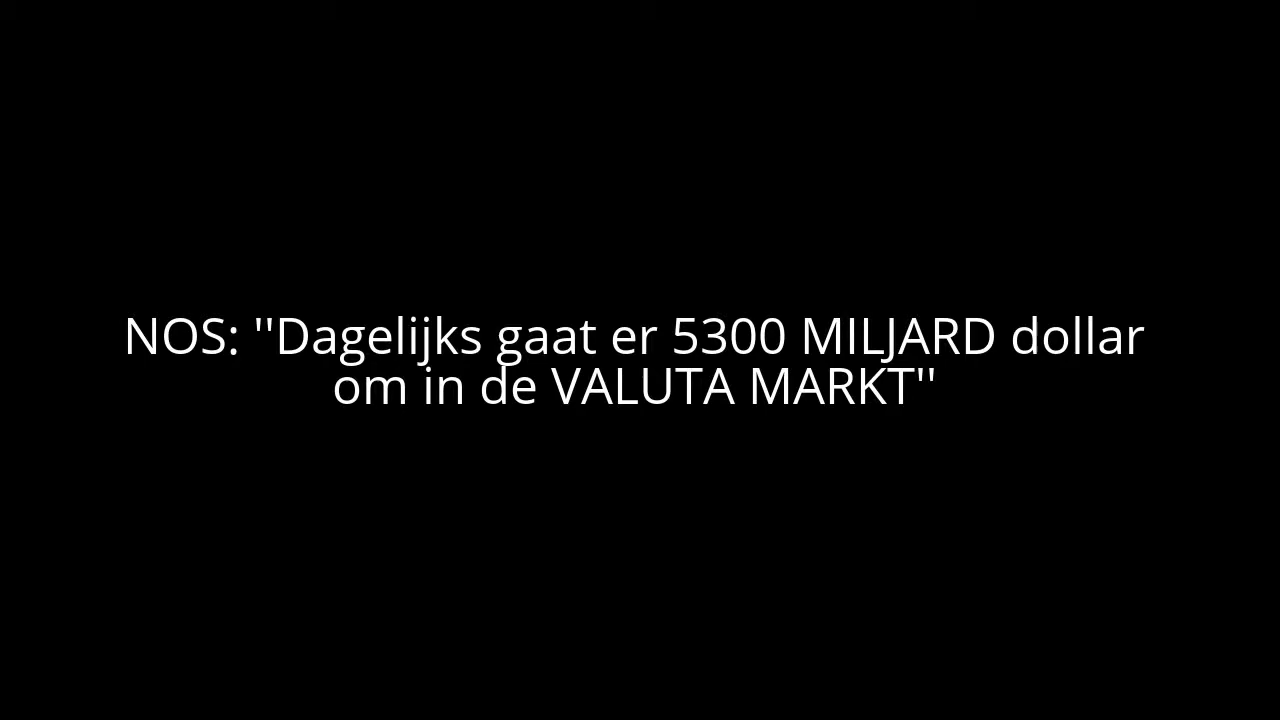 NOS: ''Dagelijks gaat er 5300 MILJARD dollar
om in de VALUTA MARKT''